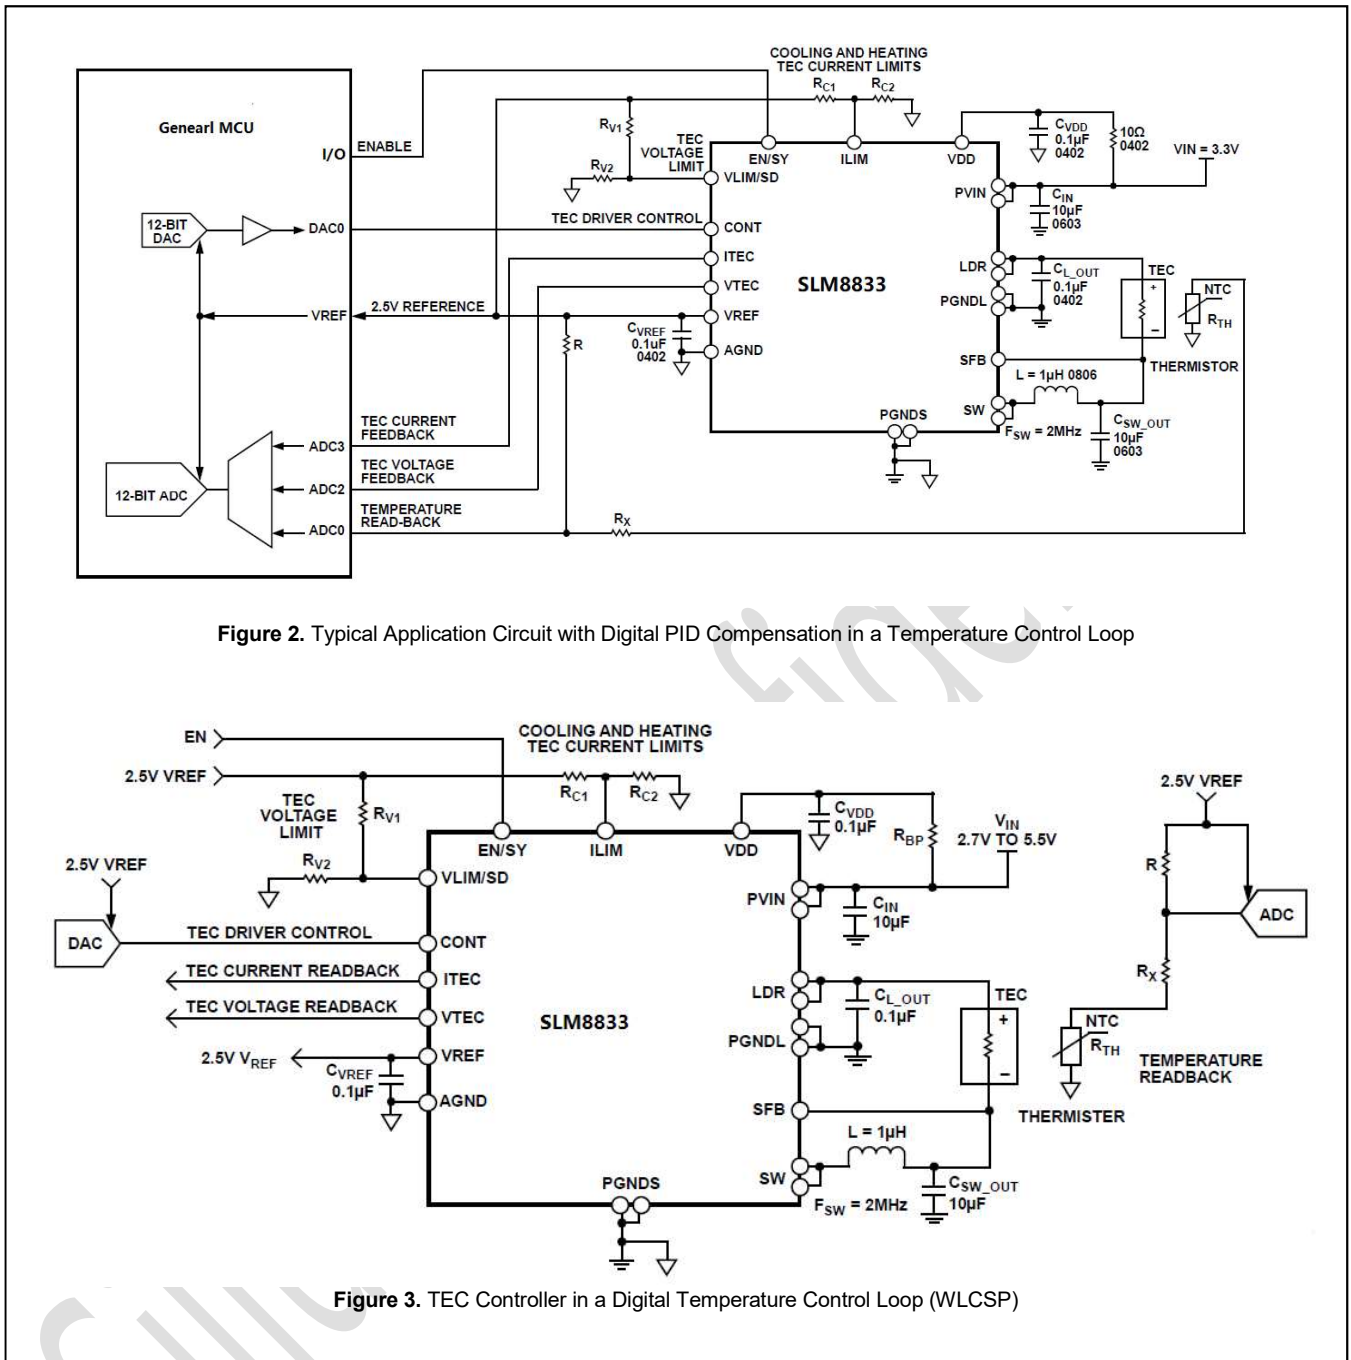 COOLING AND HEATING
TEC CURRENT LIMITS
RC1
RC2
Genearl MCU
I/O
ENABLE
RV1
RV2
TEC
VOLTAGE
LIMIT
EN/SY
ILIM
VDD
CVDD
0.1µF
0402
10Ω
0402
VIN = 3.3V
VLIM/SD
PVIN
CIN
10µF
0603
12-BIT
DAC
DAC0
TEC DRIVER CONTROL
CONT
ITEC
SLM8833
VTEC
LDR
CL_OUT
0.1µF
0402
PGNDL
TEC
+
−
NTC
RTH
VREF
2.5V REFERENCE
VREF
R
CVREF
0.1uF
0402
AGND
SFB
THERMISTOR
L = 1µH 0806
SW
PGNDS
FSW = 2MHz
CSW_OUT
10µF
0603
TEC CURRENT
FEEDBACK
ADC3
TEC VOLTAGE
FEEDBACK
12-BIT ADC
ADC2
TEMPERATURE
READ-BACK
ADC0
RX
Figure 2. Typical Application Circuit with Digital PID Compensation in a Temperature Control Loop
EN
COOLING AND HEATING
TEC CURRENT LIMITS
2.5V VREF
RC1
RC2
TEC
VOLTAGE
LIMIT
RV1
RV2
EN/SY
ILIM
VDD
CVDD
0.1µF
RBP
VIN
2.7V TO 5.5V
2.5V VREF
2.5V VREF
VLIM/SD
PVIN
CIN
10µF
R
ADC
DAC
TEC DRIVER CONTROL
CONT
TEC CURRENT READBACK
ITEC
TEC VOLTAGE READBACK
VTEC
SLM8833
LDR
CL_OUT
0.1µF
PGNDL
TEC
+
−
RX
NTC
RTH
TEMPERATURE
READBACK
THERMISTER
2.5V VREF
VREF
CVREF
0.1µF
AGND
SFB
L = 1µH
SW
PGNDS
FSW = 2MHz
CSW_OUT
10µF
Figure 3. TEC Controller in a Digital Temperature Control Loop (WLCSP)